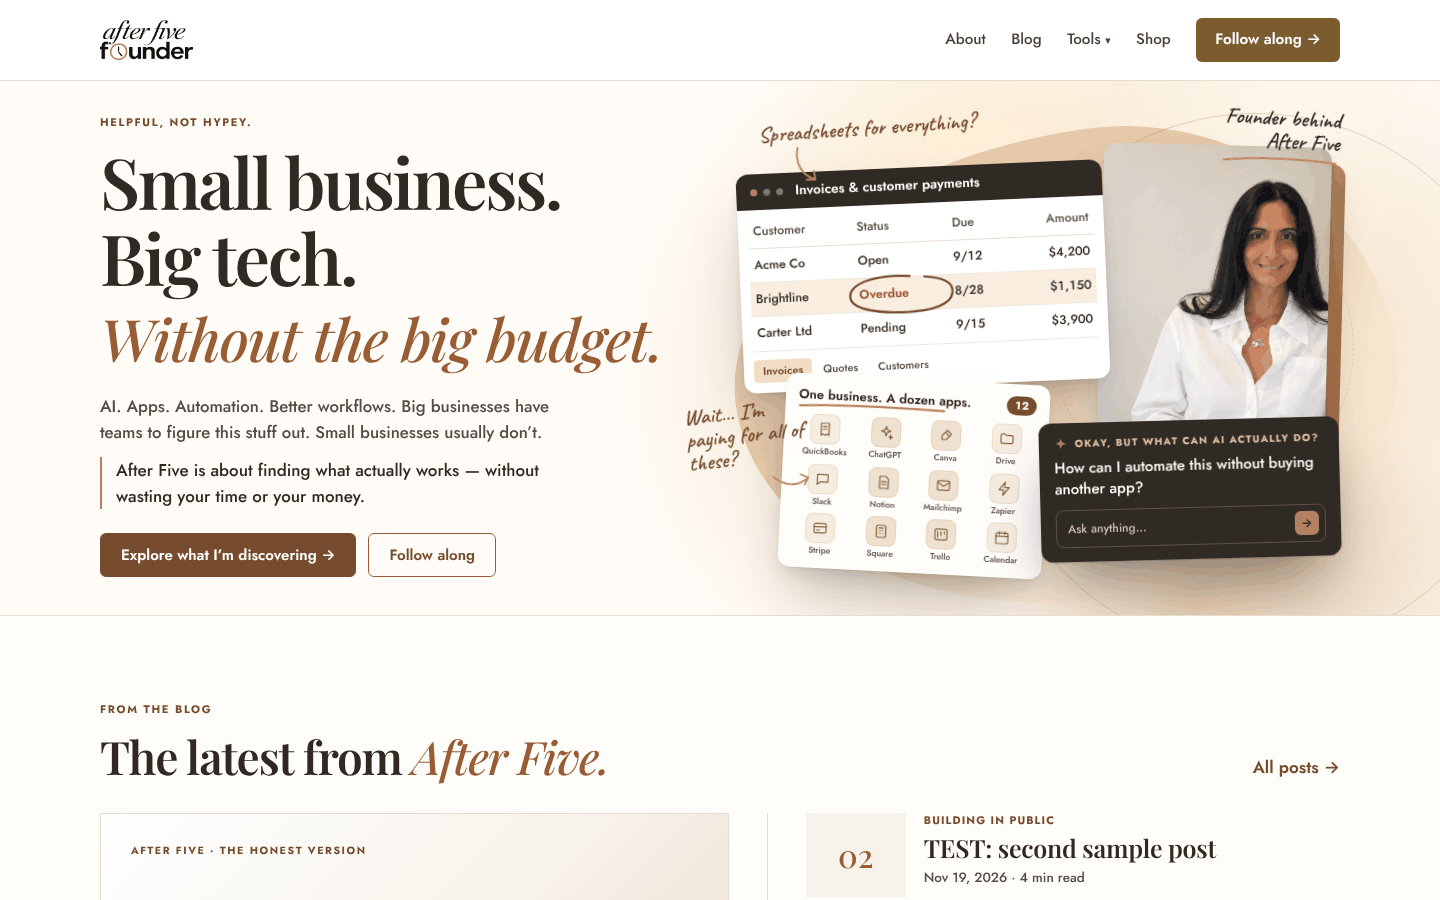 after five
founder
About
Blog
Tools ▾
Shop
Follow along →
HELPFUL, NOT HYPEY.
Small business.
Big tech.
Without the big budget.
AI. Apps. Automation. Better workflows. Big businesses have
teams to figure this stuff out. Small businesses usually don't.
After Five is about finding what actually works — without
wasting your time or your money.
Explore what I'm discovering →
Follow along
Spreadsheets for everything?
Founder behind
After Five
Invoices & customer payments
Customer Status Due Amount
Acme Co Open 9/12 $4,200
Brightline Overdue 8/28 $1,150
Carter Ltd Pending 9/15 $3,900
Invoices Quotes Customers
Wait... I'm
paying for all of
these?
One business. A dozen apps.
12
QuickBooks ChatGPT Canva Drive
Slack Notion Mailchimp Zapier
Stripe Square Trello Calendar
OKAY, BUT WHAT CAN AI ACTUALLY DO?
How can I automate this without buying
another app?
Ask anything...
→
FROM THE BLOG
The latest from After Five.
All posts →
AFTER FIVE · THE HONEST VERSION
02
BUILDING IN PUBLIC
TEST: second sample post
Nov 19, 2026 · 4 min read